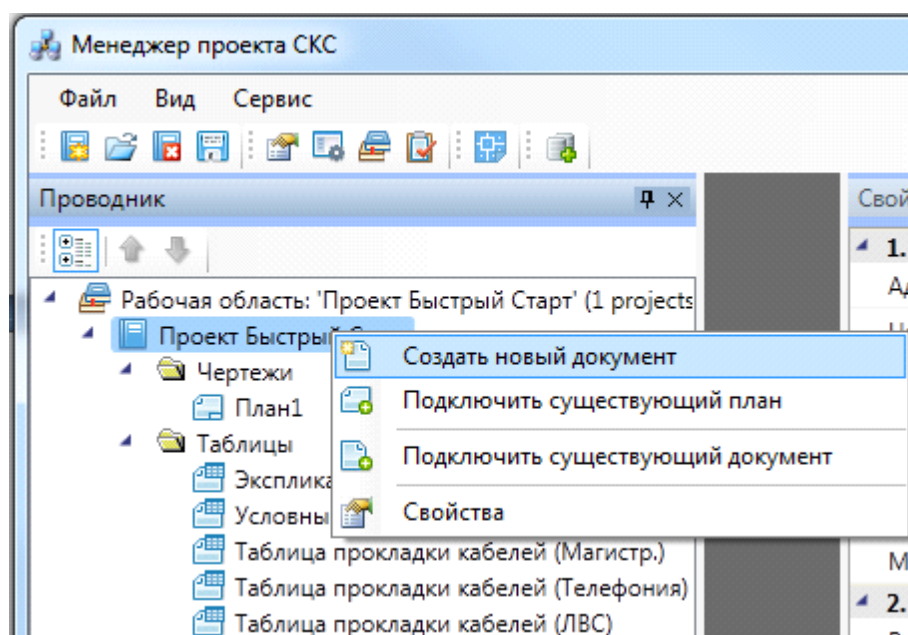 Менеджер проекта СКС
Файл Вид Сервис
Проводник
Рабочая область: 'Проект Быстрый Старт' (1 projects
Проект Быстрый
Создать новый документ
Подключить существующий план
Подключить существующий документ
Свойства
Чертежи
План1
Таблицы
Эксплика
Условны
Таблица прокладки кабелей (Магистр.)
Таблица прокладки кабелей (Телефония)
Таблица прокладки кабелей (ЛВС)
Свой
1.
2.